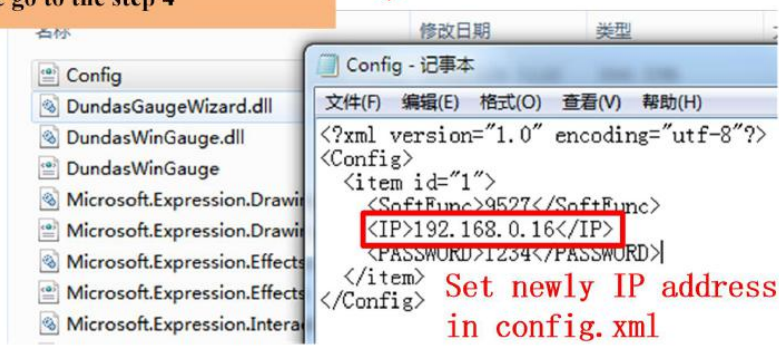 go to the step 4
名称
修改日期
类型
Config
DundasGaugeWizard.dll
DundasWinGauge.dll
DundasWinGauge
Microsoft.Expression.Drawin
Microsoft.Expression.Drawin
Microsoft.Expression.Effects
Microsoft.Expression.Effects
Microsoft.Expression.Intera
Config - 记事本
文件(F) 编辑(E) 格式(O) 查看(V) 帮助(H)
<?xml version="1.0" encoding="utf-8"?>
<Config>
<item id="1">
<SoftFunc>9527</SoftFunc>
<IP>192.168.0.16</IP>
<PASSWORD>1234</PASSWORD>
</item>
</Config>
Set newly IP address
in config.xml